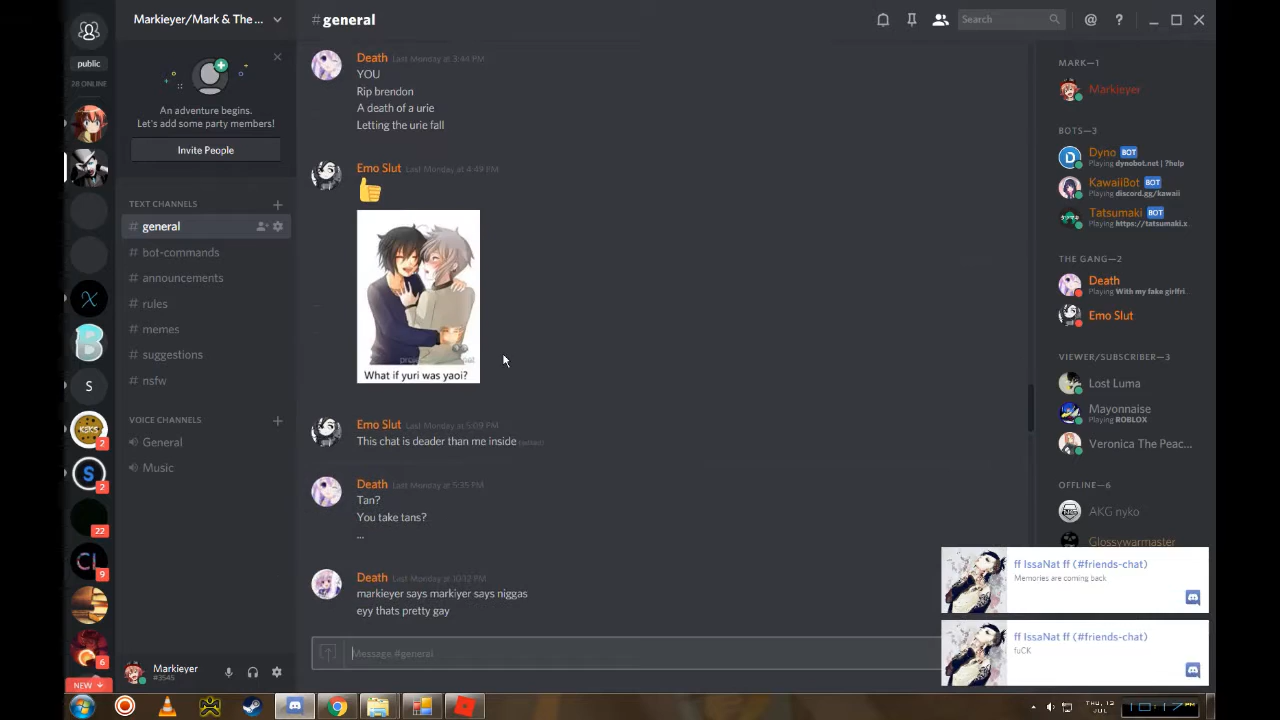 Markieyer/Mark & The ...
#general
Search
public
28 ONLINE
An adventure begins.
Let's add some party members!
Invite People
TEXT CHANNELS
# general
# bot-commands
# announcements
# rules
# memes
# suggestions
# nsfw
VOICE CHANNELS
General
Music
X
B
S
KSKS
2
S
2
22
CL
9
6
NEW
Markieyer
#3545
Death Last Monday at 3:44 PM
YOU
Rip brendon
A death of a urie
Letting the urie fall
Emo Slut Last Monday at 4:49 PM
What if yuri was yaoi?
Emo Slut Last Monday at 5:09 PM
This chat is deader than me inside (edited)
Death Last Monday at 5:35 PM
Tan?
You take tans?
...
Death Last Monday at 10:12 PM
markieyer says markiyer says niggas
eyy thats pretty gay
Message #general
MARK—1
Markieyer
BOTS—3
Dyno BOT
Playing dynobot.net | ?help
KawaiiBot BOT
Playing discord.gg/kawaii
Tatsumaki BOT
Playing https://tatsumaki.x
THE GANG—2
Death
Playing With my fake girlfri...
Emo Slut
VIEWER/SUBSCRIBER—3
Lost Luma
Mayonnaise
Playing ROBLOX
Veronica The Peac...
OFFLINE—6
AKG nyko
Glossywarmaster
ff IssaNat ff (#friends-chat)
Memories are coming back
ff IssaNat ff (#friends-chat)
fuCK